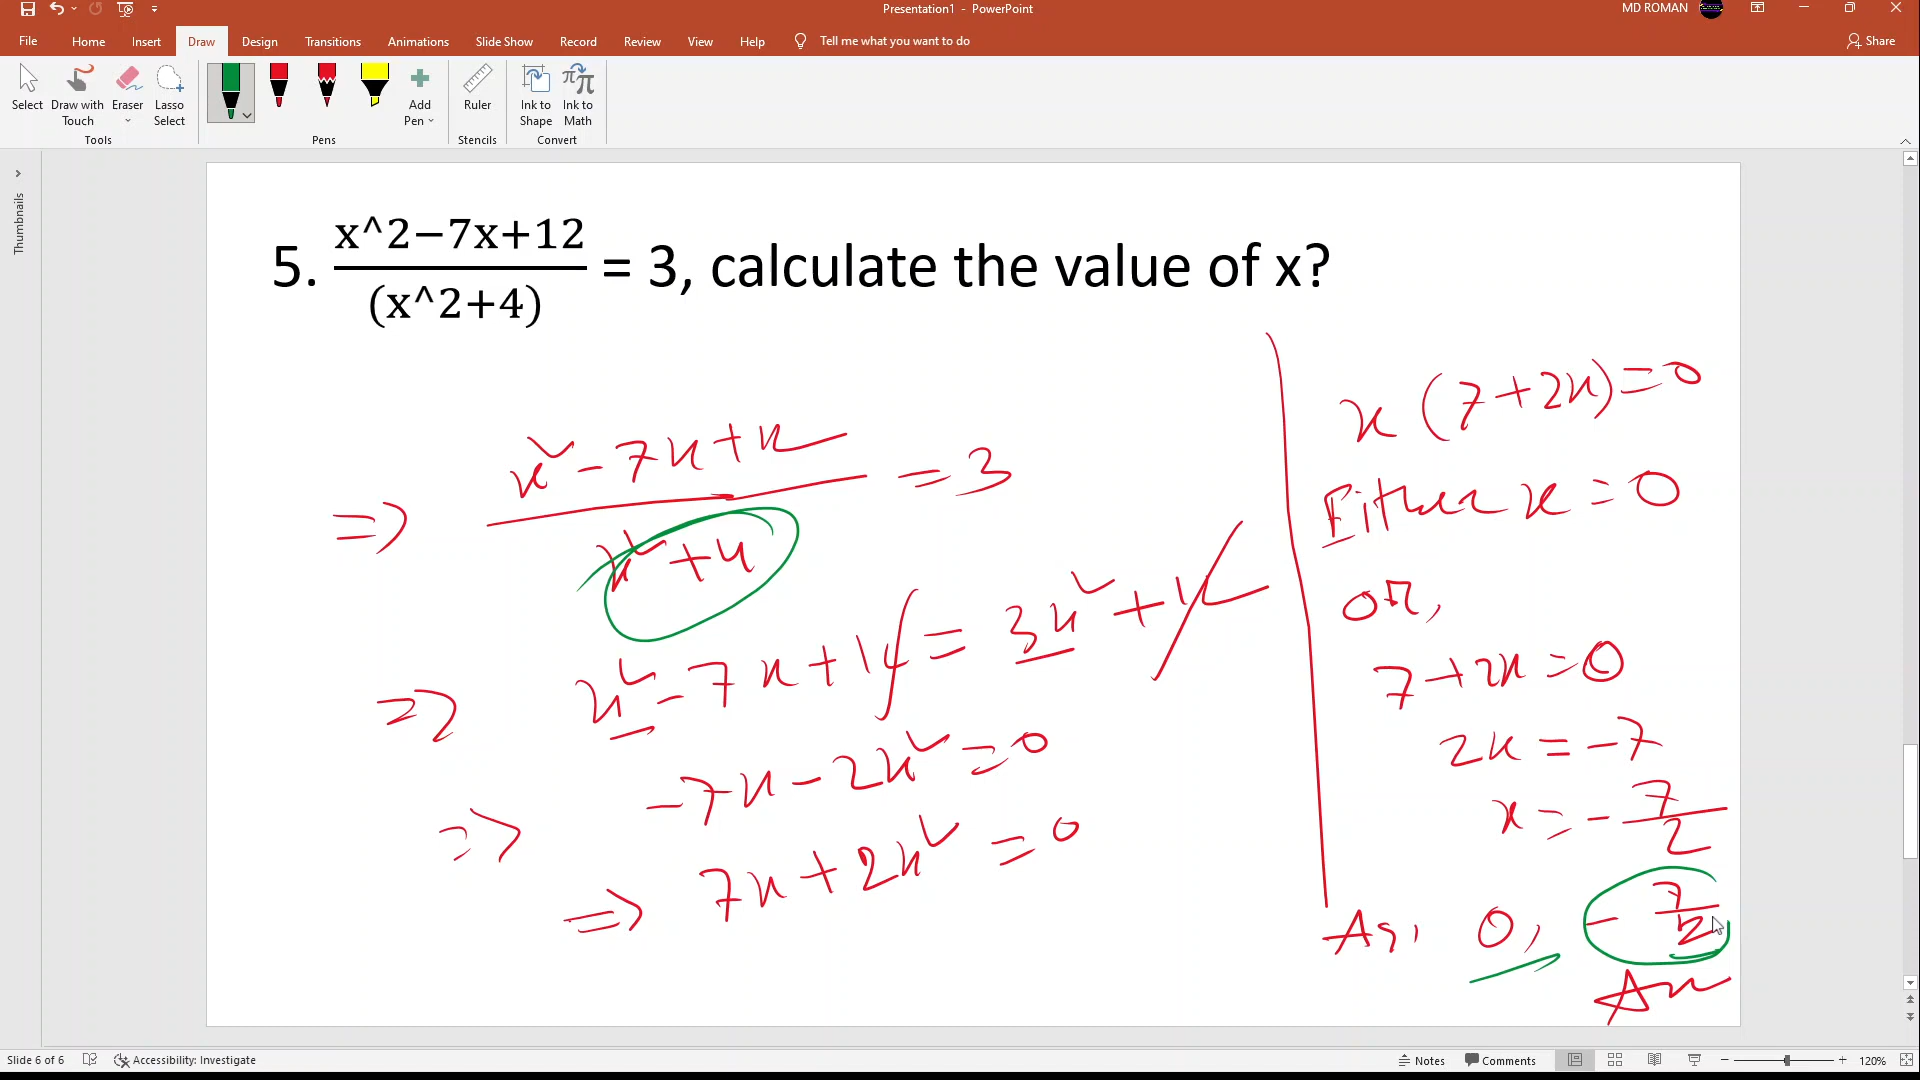 Presentation1 - PowerPoint
MD ROMAN
File Home Insert Draw Design Transitions Animations Slide Show Record Review View Help Tell me what you want to do
Share
Select
Draw with Touch
Eraser
Lasso Select
Add Pen
Ruler
Ink to Shape
Ink to Math
Tools Pens Stencils Convert
Thumbnails
x^2−7x+12
5. = 3, calculate the value of x?
(x^2+4)
x² - 7x + 12
=> = 3
x² + 4
=> x² - 7x + 12 = 3x² + 12
=> -7x - 2x² = 0
=> 7x + 2x² = 0
x (7+2x) = 0
Either x = 0
or,
7 + 2x = 0
2x = -7
x = - 7/2
As, 0, - 7/2
An
Slide 6 of 6
Accessibility: Investigate
Notes
Comments
120%